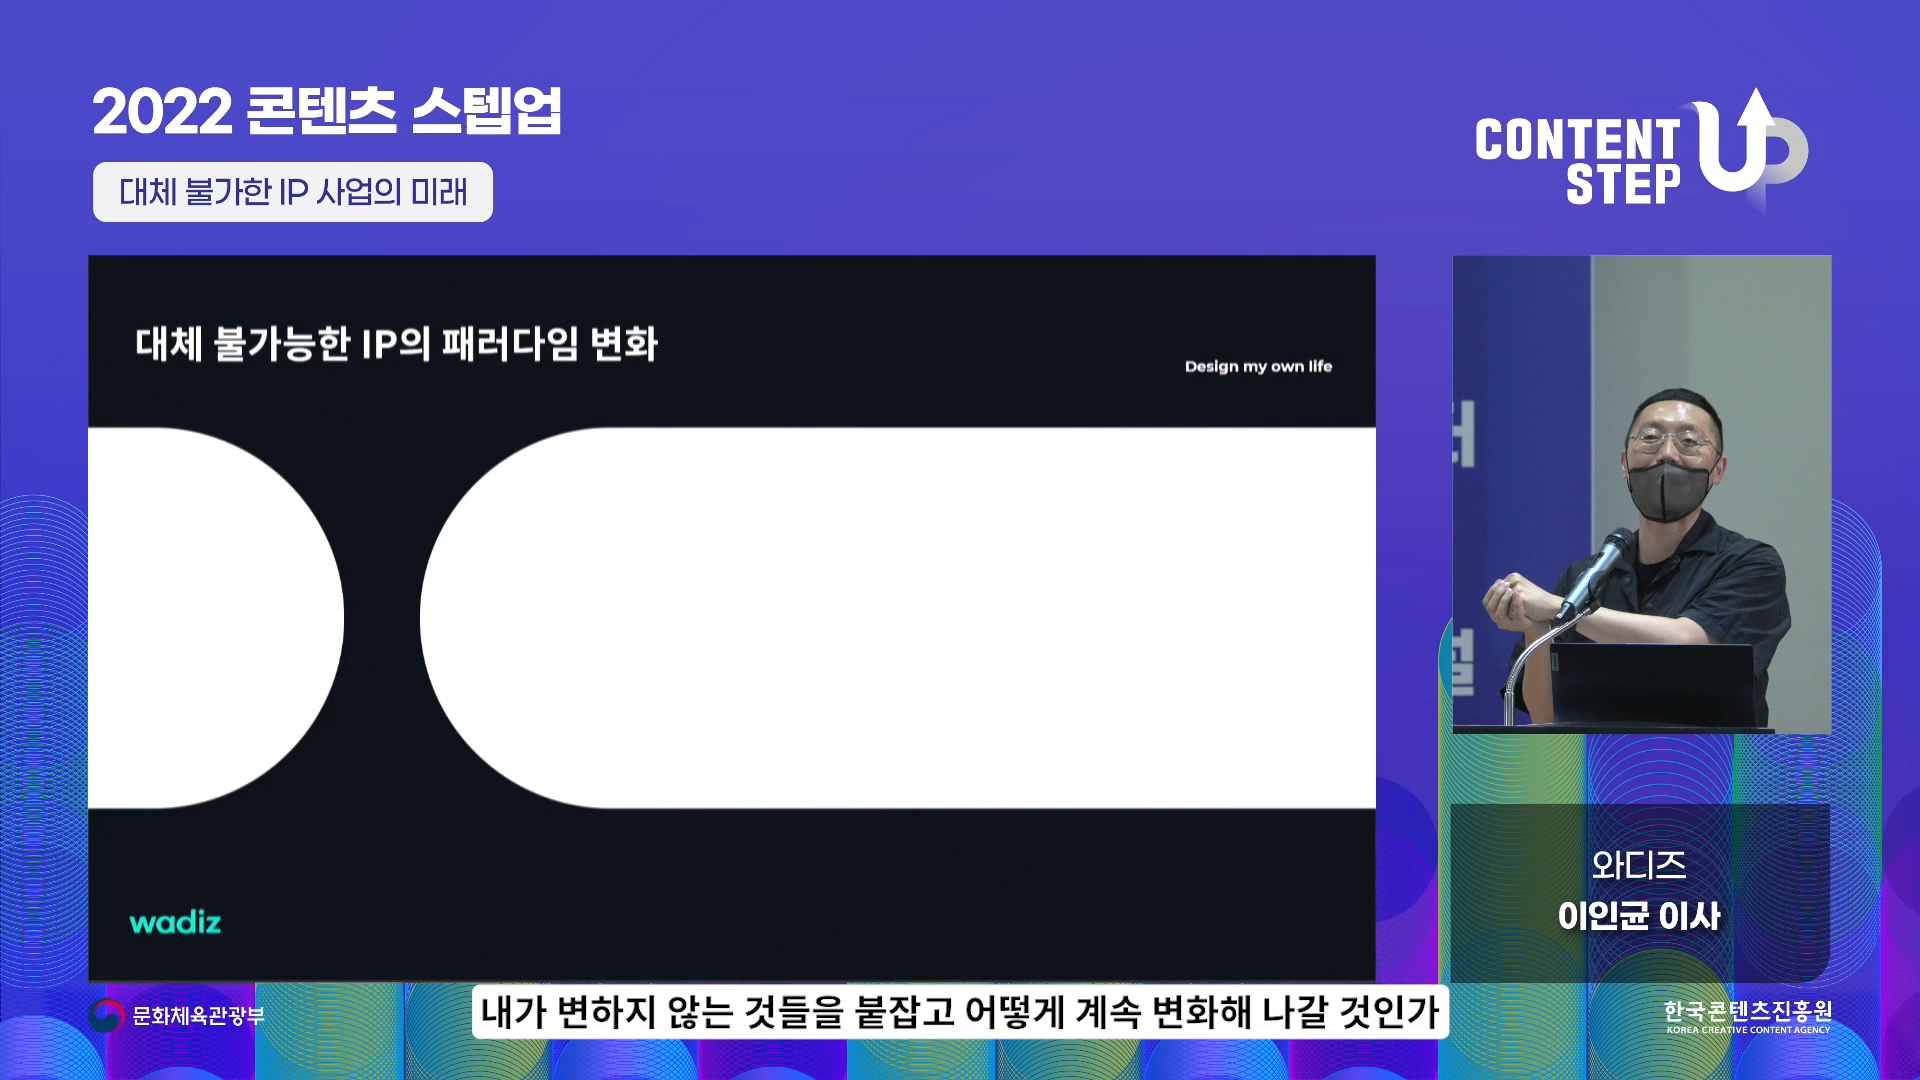 2022 콘텐츠 스텝업
대체 불가한 IP 사업의 미래
CONTENT
STEP
UP
대체 불가능한 IP의 패러다임 변화
Design my own life
wadiz
와디즈
이인균 이사
문화체육관광부
내가 변하지 않는 것들을 붙잡고 어떻게 계속 변화해 나갈 것인가
한국콘텐츠진흥원
KOREA CREATIVE CONTENT AGENCY